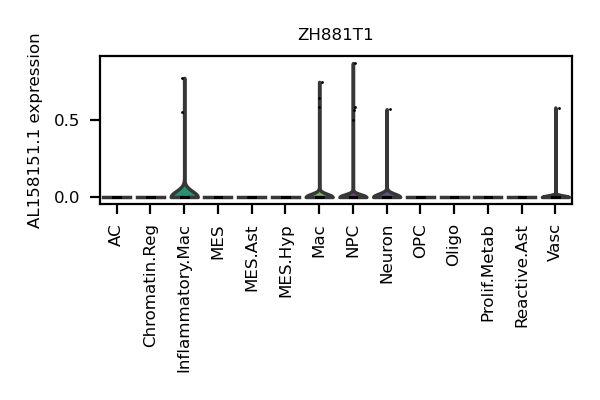 ZH881T1
AL158151.1 expression
0.5
0.0
AC
Chromatin.Reg
Inflammatory.Mac
MES
MES.Ast
MES.Hyp
Mac
NPC
Neuron
OPC
Oligo
Prolif.Metab
Reactive.Ast
Vasc